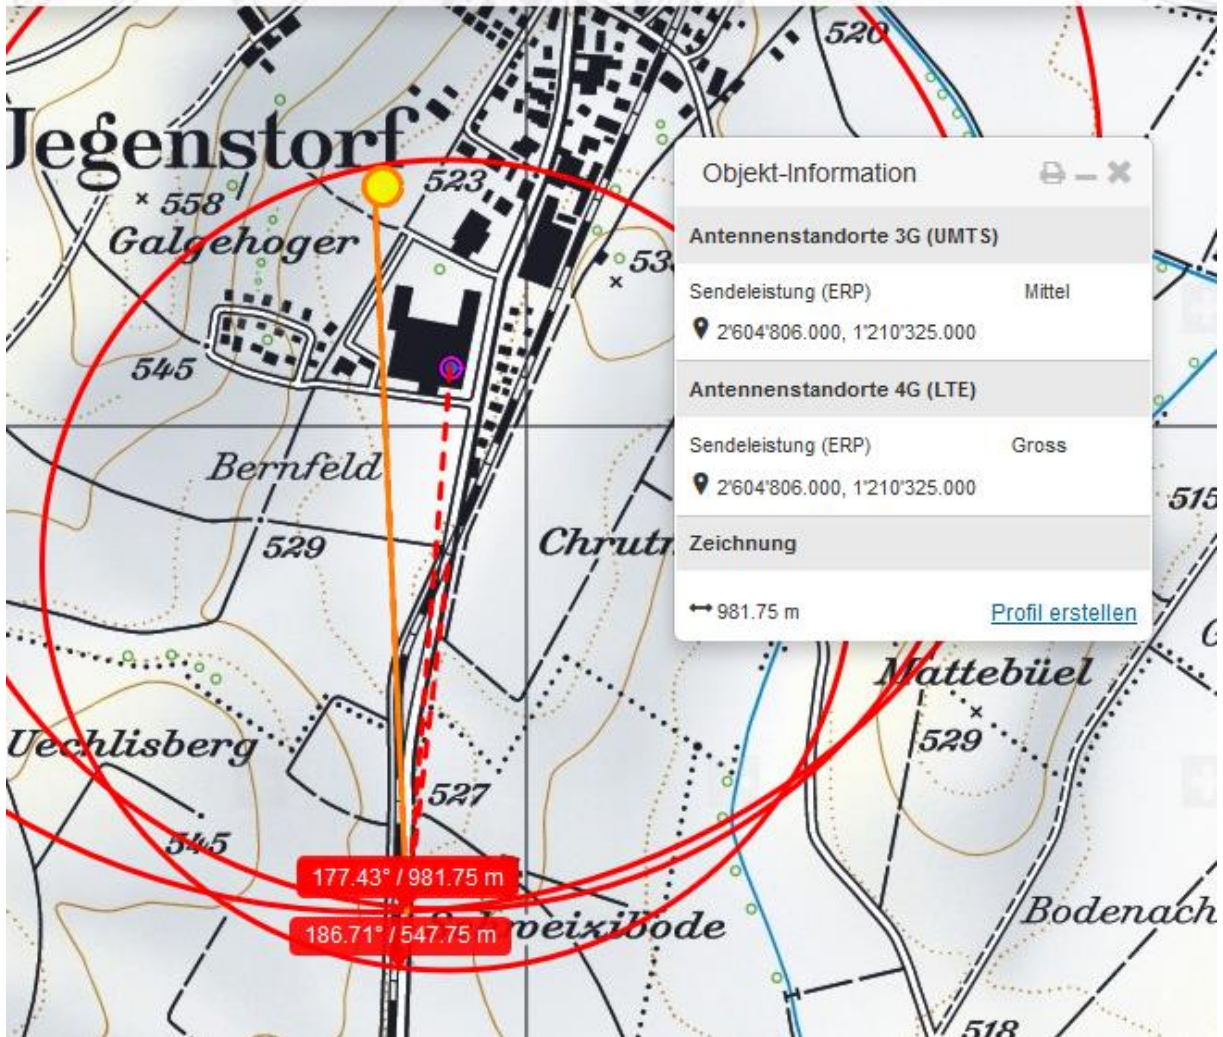 520
Jegenstorf
523
558
Galgehoger
53
545
Bernfeld
529
Chrutm
515
Uechlisberg
Mattebüel
529
527
545
Bodenach
518
Objekt-Information
Antennenstandorte 3G (UMTS)
Sendeleistung (ERP) Mittel
2'604'806.000, 1'210'325.000
Antennenstandorte 4G (LTE)
Sendeleistung (ERP) Gross
2'604'806.000, 1'210'325.000
Zeichnung
981.75 m Profil erstellen
177.43° / 981.75 m
186.71° / 547.75 m